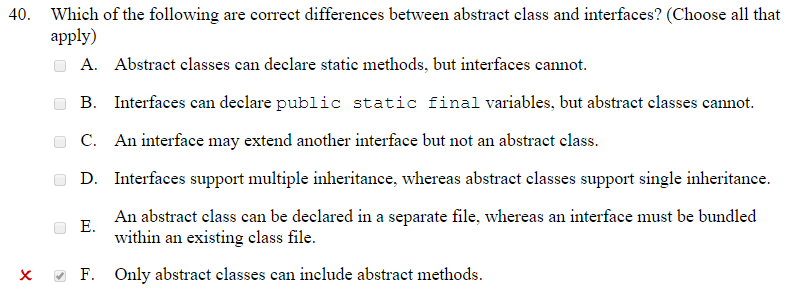 40. Which of the following are correct differences between abstract class and interfaces? (Choose all that
apply)
A. Abstract classes can declare static methods, but interfaces cannot.
B. Interfaces can declare public static final variables, but abstract classes cannot.
C. An interface may extend another interface but not an abstract class.
D. Interfaces support multiple inheritance, whereas abstract classes support single inheritance.
E. An abstract class can be declared in a separate file, whereas an interface must be bundled
within an existing class file.
F. Only abstract classes can include abstract methods.